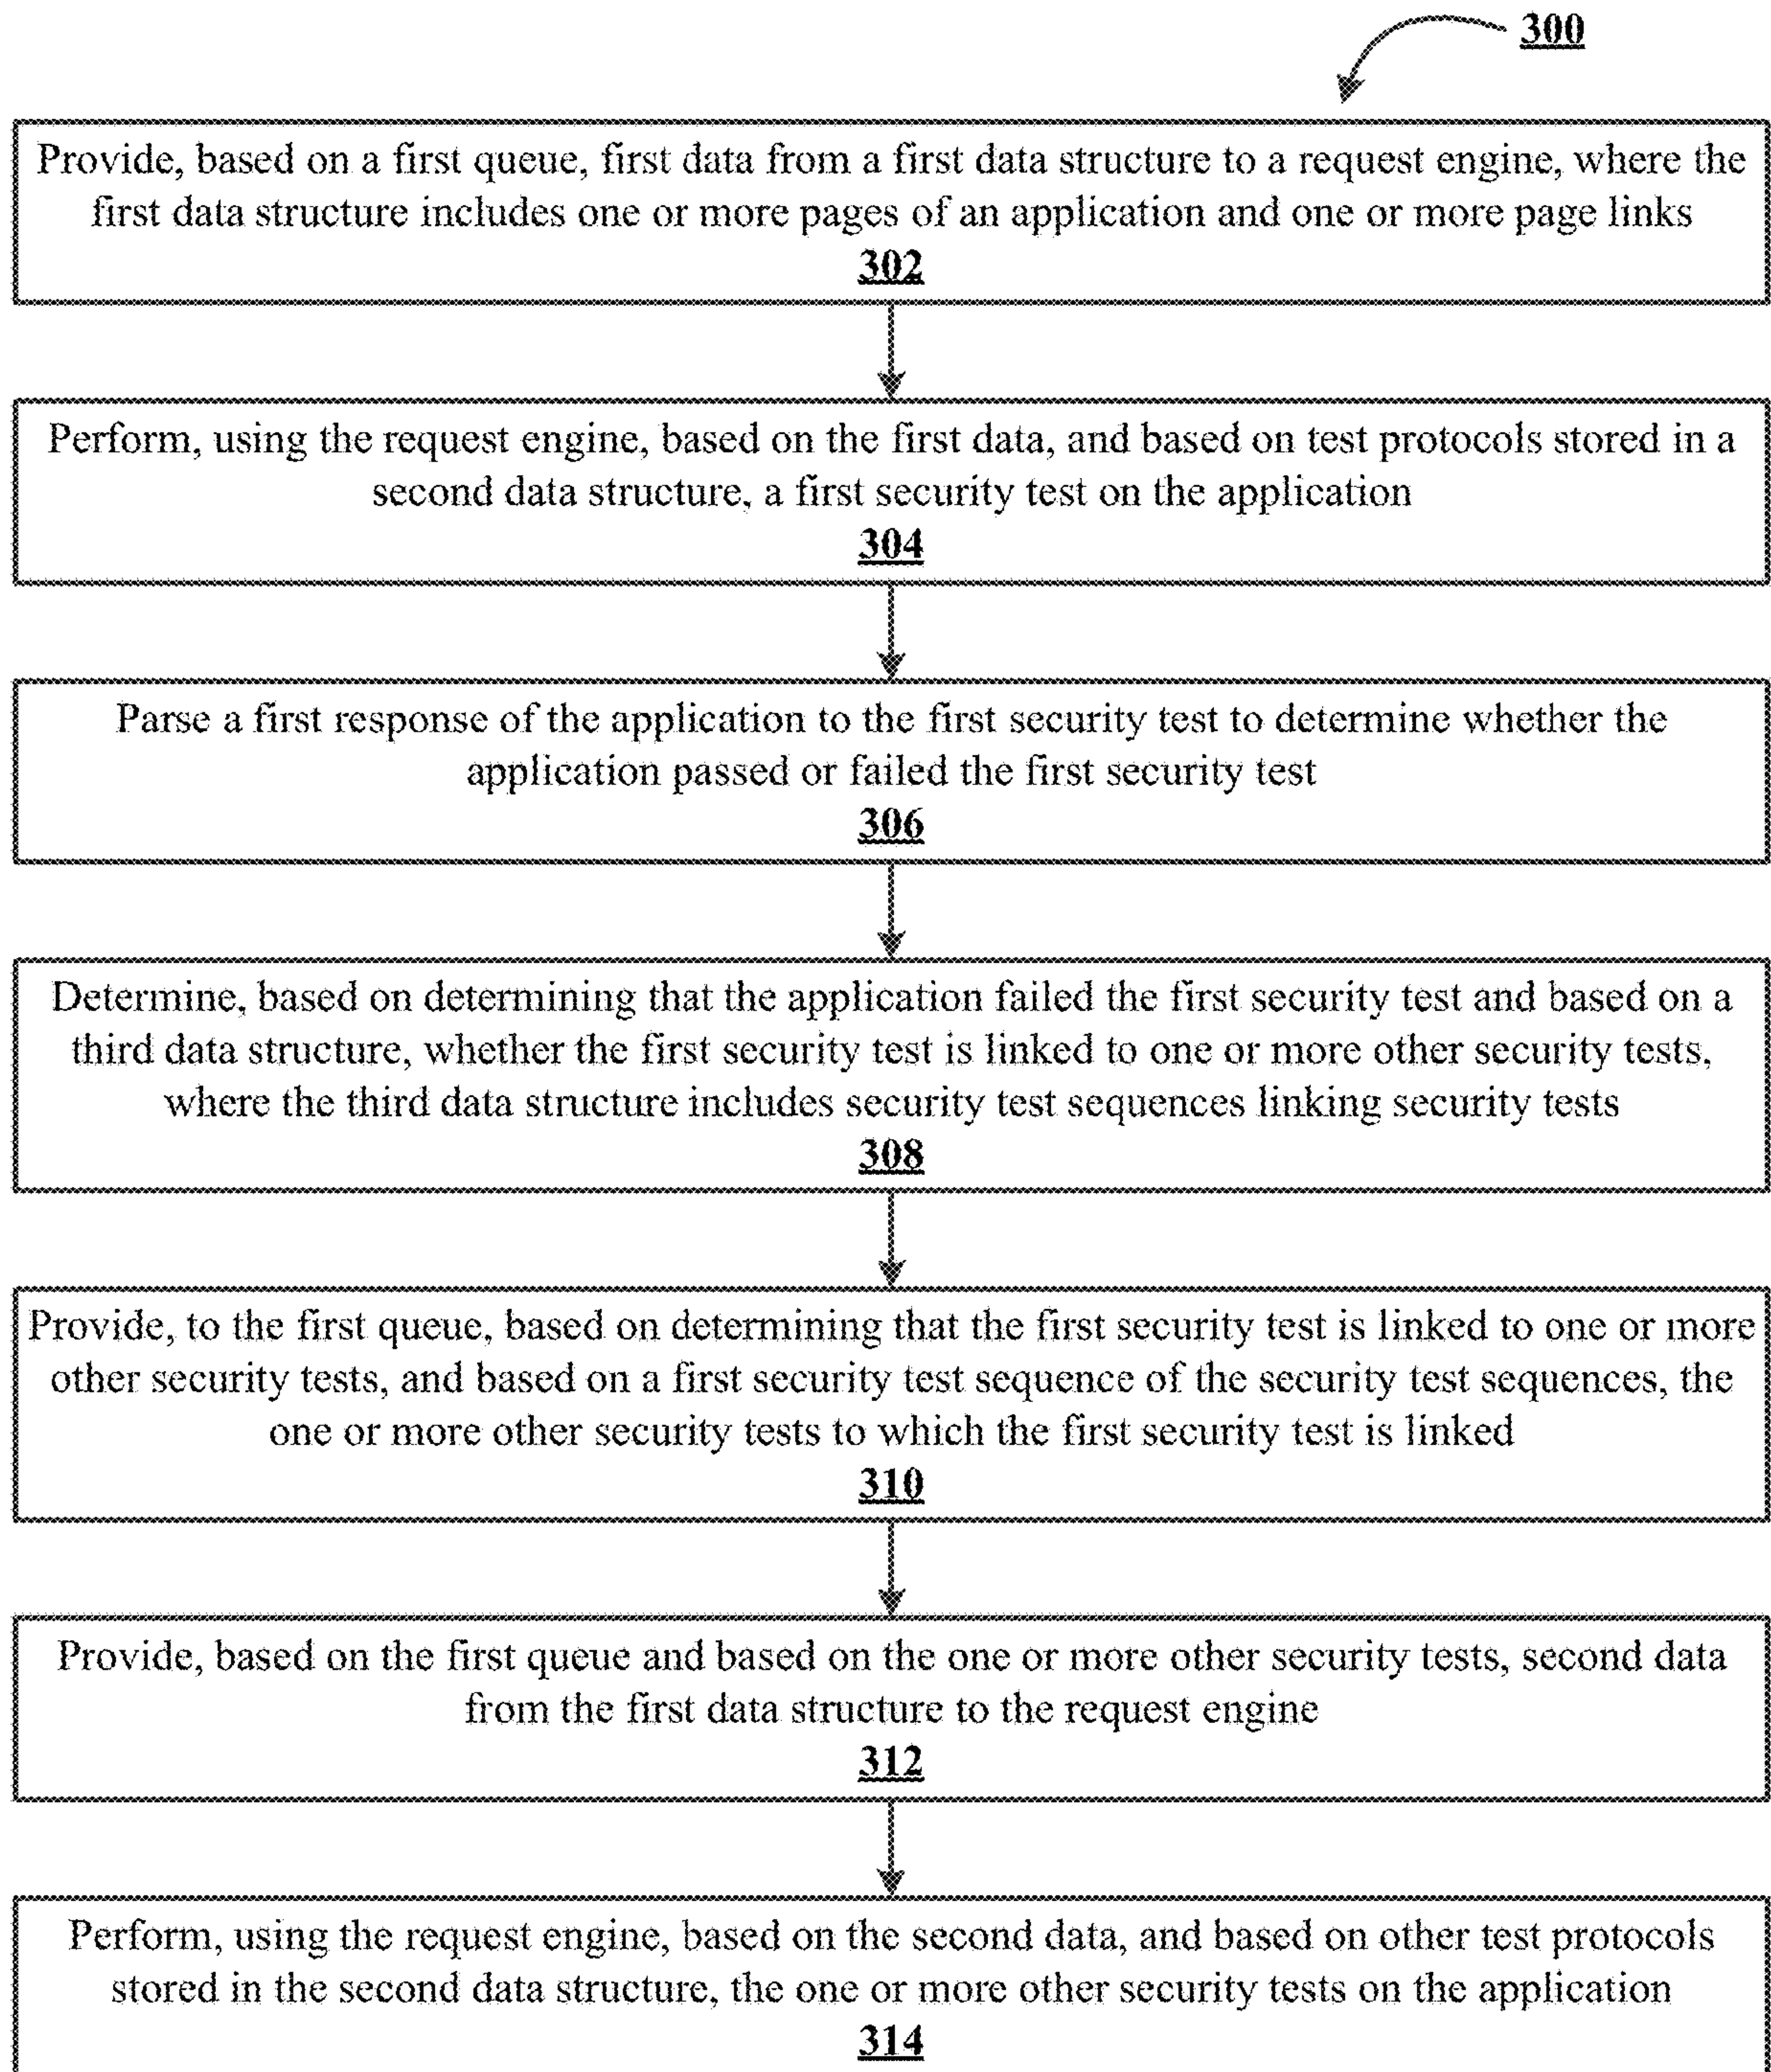 300
Provide, based on a first queue, first data from a first data structure to a request engine, where the
first data structure includes one or more pages of an application and one or more page links
302
Perform, using the request engine, based on the first data, and based on test protocols stored in a
second data structure, a first security test on the application
304
Parse a first response of the application to the first security test to determine whether the
application passed or failed the first security test
306
Determine, based on determining that the application failed the first security test and based on a
third data structure, whether the first security test is linked to one or more other security tests,
where the third data structure includes security test sequences linking security tests
308
Provide, to the first queue, based on determining that the first security test is linked to one or more
other security tests, and based on a first security test sequence of the security test sequences, the
one or more other security tests to which the first security test is linked
310
Provide, based on the first queue and based on the one or more other security tests, second data
from the first data structure to the request engine
312
Perform, using the request engine, based on the second data, and based on other test protocols
stored in the second data structure, the one or more other security tests on the application
314